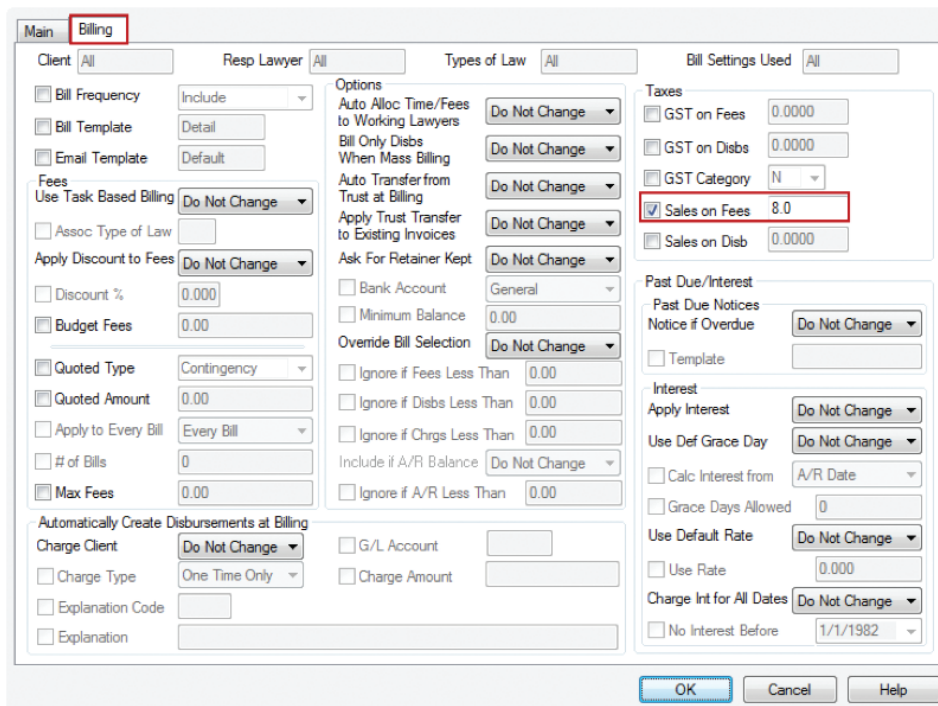 Main Billing
Client All Resp Lawyer All Types of Law All Bill Settings Used All
Bill Frequency Include
Bill Template Detail
Email Template Default
Fees
Use Task Based Billing Do Not Change
Assoc Type of Law
Apply Discount to Fees Do Not Change
Discount % 0.000
Budget Fees 0.00
Quoted Type Contingency
Quoted Amount 0.00
Apply to Every Bill Every Bill
# of Bills 0
Max Fees 0.00
Options
Auto Alloc Time/Fees
to Working Lawyers Do Not Change
Bill Only Disbs
When Mass Billing Do Not Change
Auto Transfer from
Trust at Billing Do Not Change
Apply Trust Transfer
to Existing Invoices Do Not Change
Ask For Retainer Kept Do Not Change
Bank Account General
Minimum Balance 0.00
Override Bill Selection Do Not Change
Ignore if Fees Less Than 0.00
Ignore if Disbs Less Than 0.00
Ignore if Chrgs Less Than 0.00
Include if A/R Balance Do Not Change
Ignore if A/R Less Than 0.00
Taxes
GST on Fees 0.0000
GST on Disbs 0.0000
GST Category N
Sales on Fees 8.0
Sales on Disb 0.0000
Past Due/Interest
Past Due Notices
Notice if Overdue Do Not Change
Template
Interest
Apply Interest Do Not Change
Use Def Grace Day Do Not Change
Calc Interest from A/R Date
Grace Days Allowed 0
Use Default Rate Do Not Change
Use Rate 0.000
Charge Int for All Dates Do Not Change
No Interest Before 1/1/1982
Automatically Create Disbursements at Billing
Charge Client Do Not Change G/L Account
Charge Type One Time Only Charge Amount
Explanation Code
Explanation
OK Cancel Help